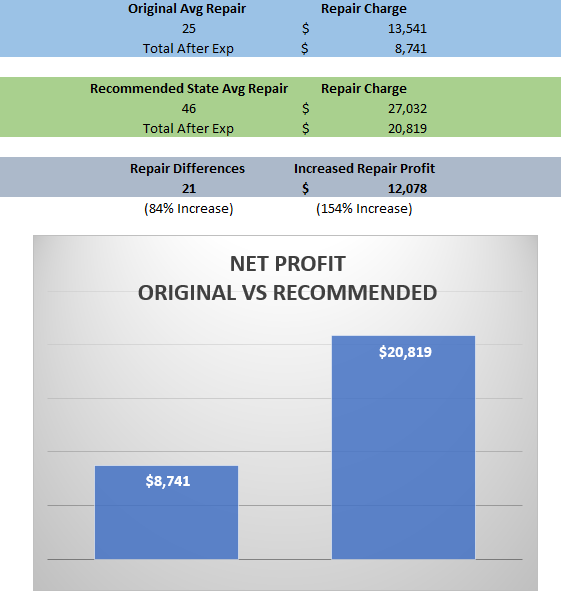 Original Avg Repair Repair Charge
25 $ 13,541
Total After Exp $ 8,741
Recommended State Avg Repair Repair Charge
46 $ 27,032
Total After Exp $ 20,819
Repair Differences Increased Repair Profit
21 $ 12,078
(84% Increase) (154% Increase)
NET PROFIT
ORIGINAL VS RECOMMENDED
$20,819
$8,741